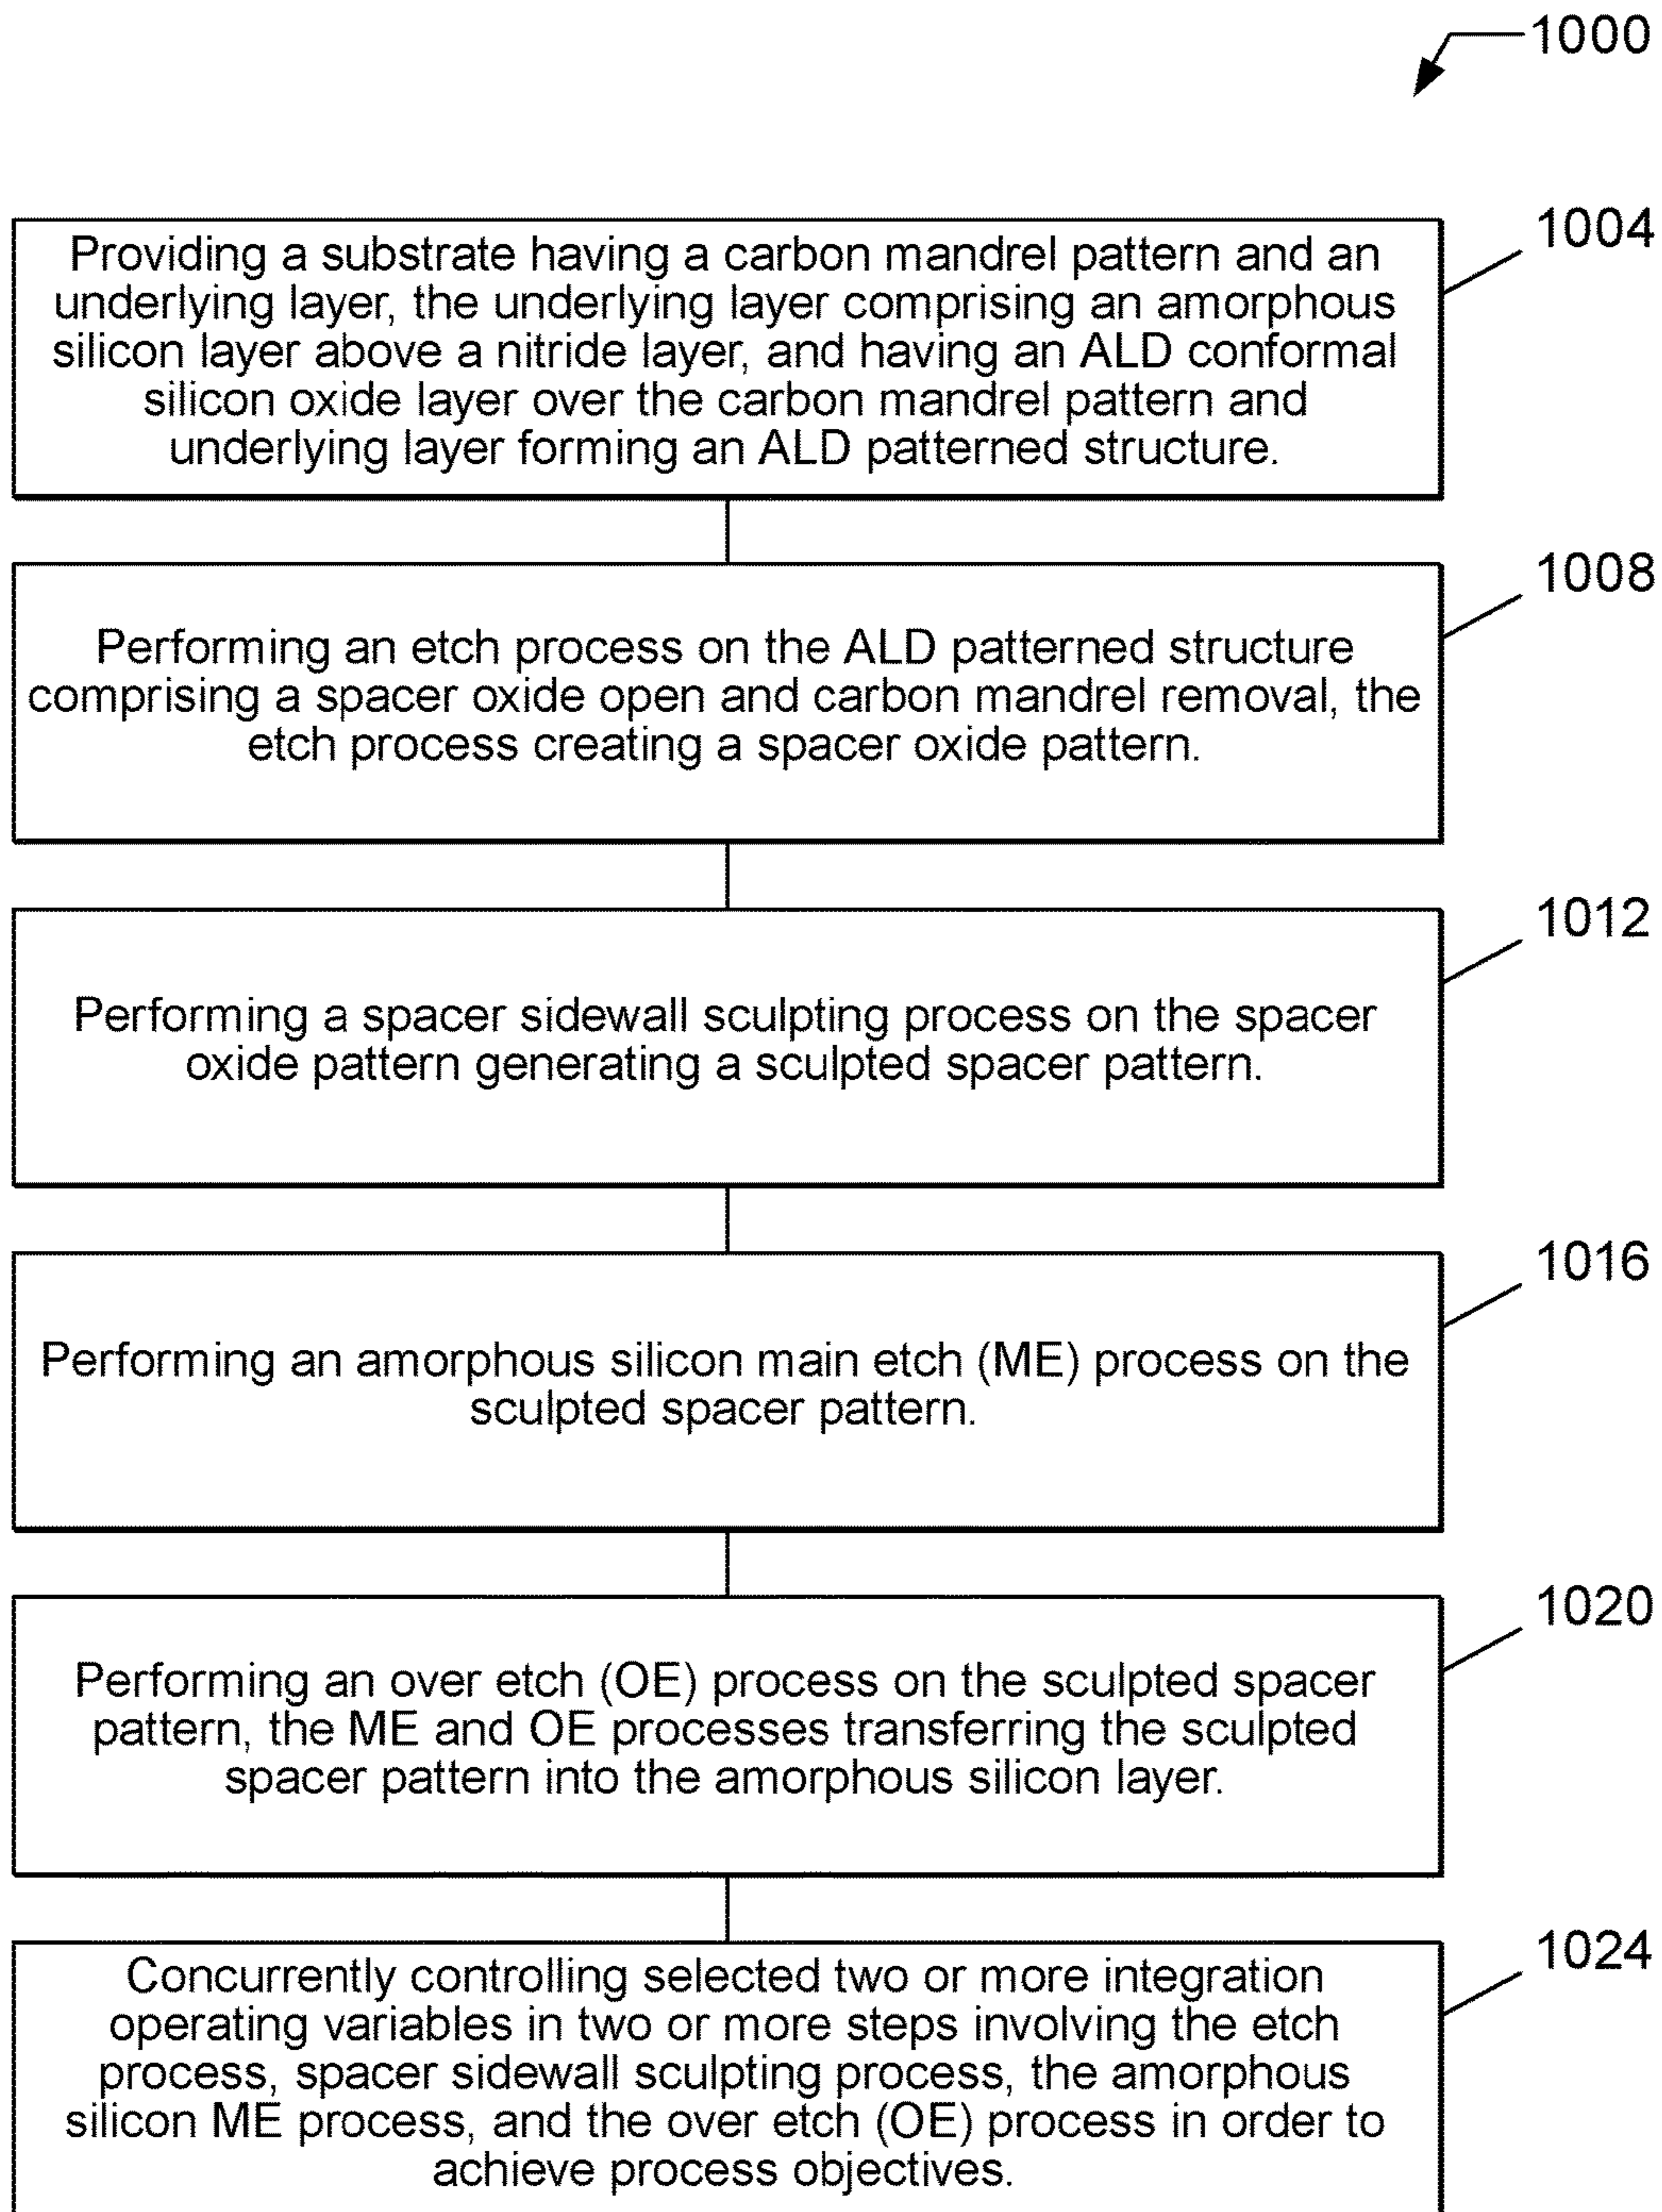 1000
1004
Providing a substrate having a carbon mandrel pattern and an
underlying layer, the underlying layer comprising an amorphous
silicon layer above a nitride layer, and having an ALD conformal
silicon oxide layer over the carbon mandrel pattern and
underlying layer forming an ALD patterned structure.
1008
Performing an etch process on the ALD patterned structure
comprising a spacer oxide open and carbon mandrel removal, the
etch process creating a spacer oxide pattern.
1012
Performing a spacer sidewall sculpting process on the spacer
oxide pattern generating a sculpted spacer pattern.
1016
Performing an amorphous silicon main etch (ME) process on the
sculpted spacer pattern.
1020
Performing an over etch (OE) process on the sculpted spacer
pattern, the ME and OE processes transferring the sculpted
spacer pattern into the amorphous silicon layer.
1024
Concurrently controlling selected two or more integration
operating variables in two or more steps involving the etch
process, spacer sidewall sculpting process, the amorphous
silicon ME process, and the over etch (OE) process in order to
achieve process objectives.